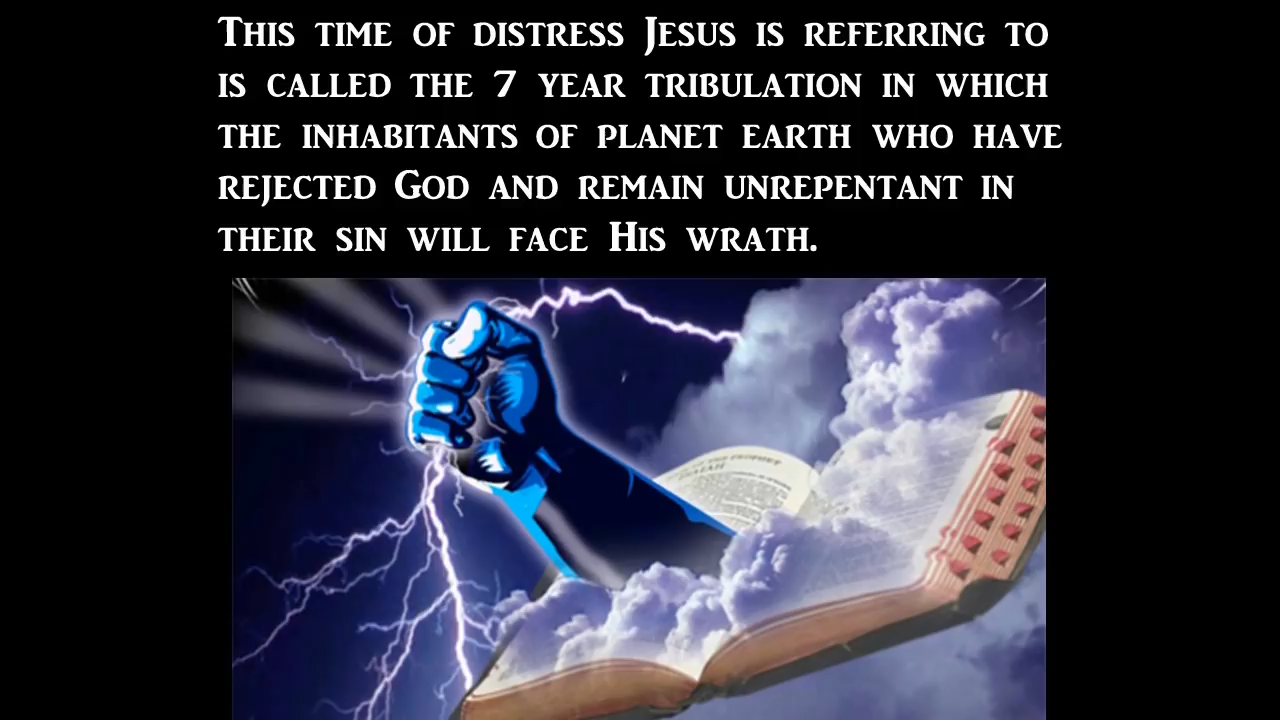 This time of distress Jesus is referring to
is called the 7 year tribulation in which
the inhabitants of planet earth who have
rejected God and remain unrepentant in
their sin will face His wrath.